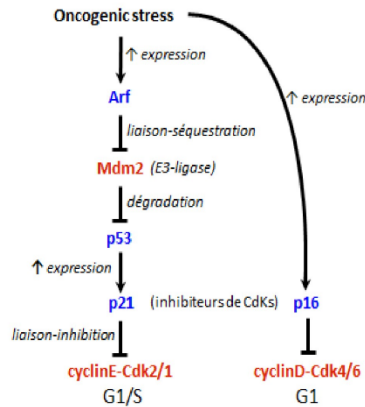 Oncogenic stress
↑ expression
Arf
↑ expression
liaison-séquestration
Mdm2 (E3-ligase)
dégradation
p53
↑ expression
p21 (inhibiteurs de CdKs) p16
liaison-inhibition
cyclinE-Cdk2/1 cyclinD-Cdk4/6
G1/S G1